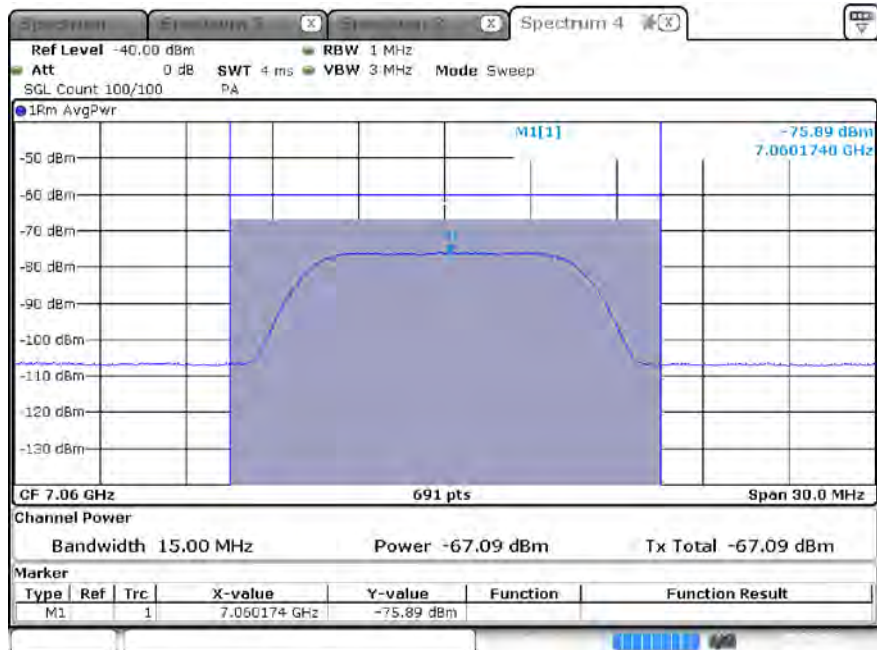 Spectrum 4
Ref Level -40.00 dBm RBW 1 MHz
Att 0 dB SWT 4 ms VBW 3 MHz Mode Sweep
SGL Count 100/100 PA
1Rm AvgPwr
M1[1] -75.89 dBm
7.0601740 GHz
-50 dBm
-60 dBm
-70 dBm
M1
-80 dBm
-90 dBm
-100 dBm
-110 dBm
-120 dBm
-130 dBm
CF 7.06 GHz 691 pts Span 30.0 MHz
Channel Power
Bandwidth 15.00 MHz Power -67.09 dBm Tx Total -67.09 dBm
Marker
Type Ref Trc X-value Y-value Function Function Result
M1 1 7.060174 GHz -75.89 dBm